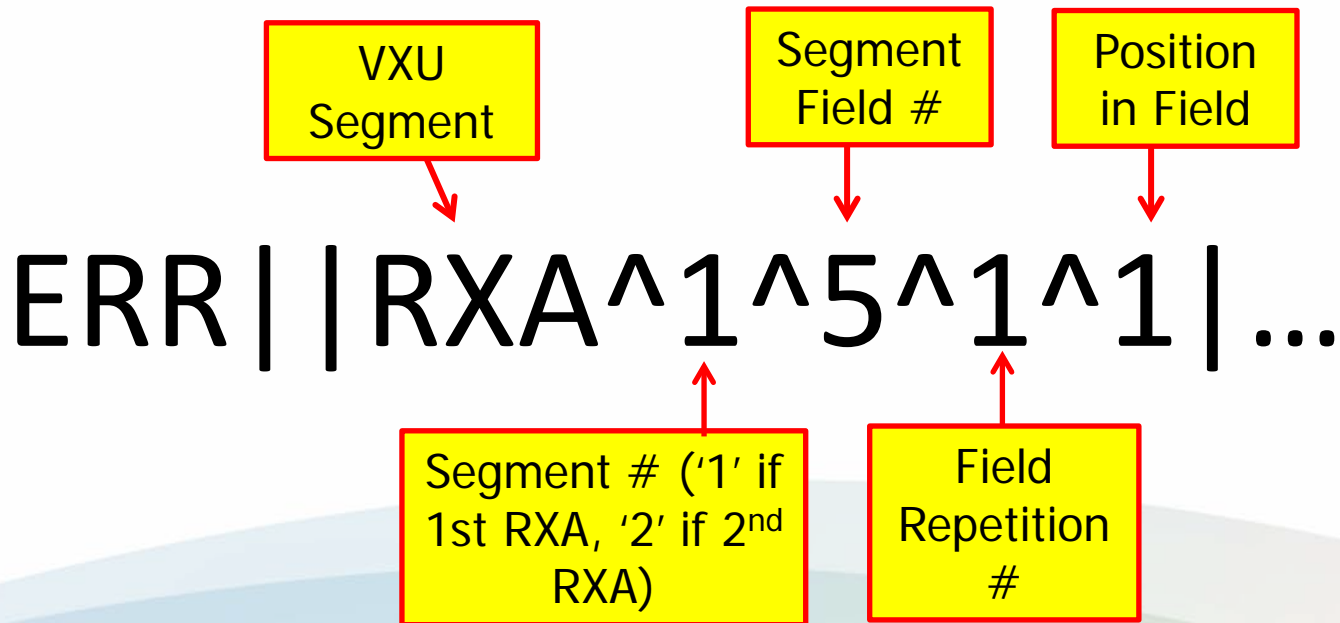 VXU
Segment
Segment
Field #
Position
in Field
ERR||RXA^1^5^1^1|...
Segment # (‘1’ if
1st RXA, ‘2’ if 2nd
RXA)
Field
Repetition
#